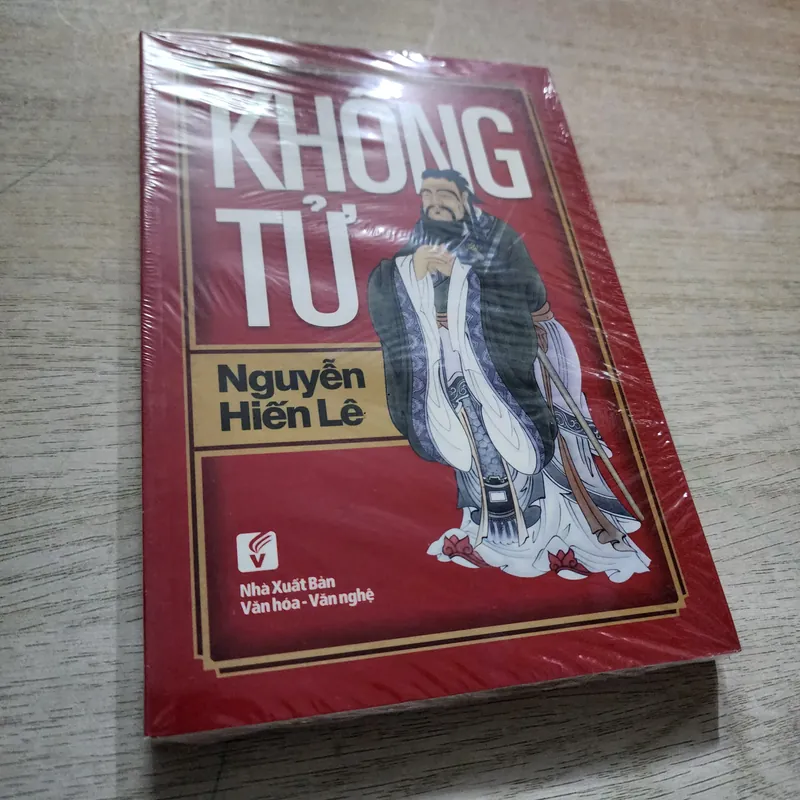 KHỔNG
TỬ
Nguyễn
Hiến Lê
V
Nhà Xuất Bản
Văn hóa - Văn nghệ